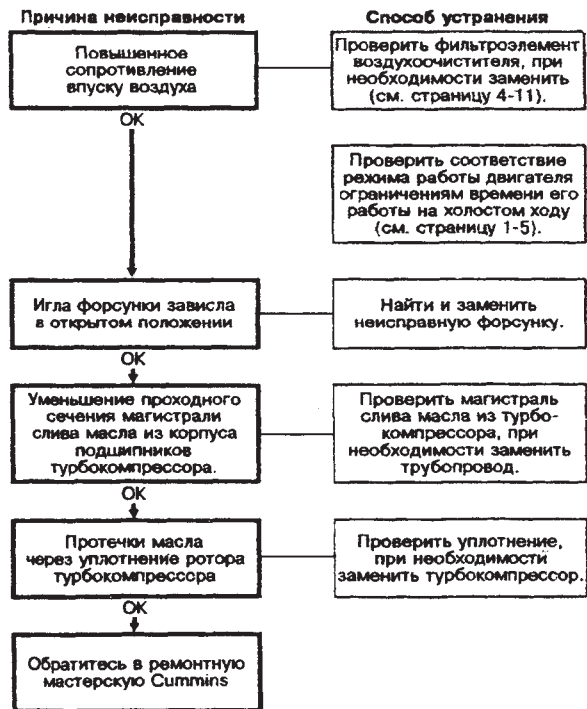 Причина неисправности
Способ устранения
Повышенное
сопротивление
впуску воздуха
Проверить фильтроэлемент
воздухоочистителя, при
необходимости заменить
(см. страницу 4-11).
OK
Проверить соответствие
режима работы двигателя
ограничениям времени его
работы на холостом ходу
(см. страницу 1-5).
Игла форсунки зависла
в открытом положении
Найти и заменить
неисправную форсунку.
OK
Уменьшение проходного
сечения магистрали
слива масла из корпуса
подшипников
турбокомпрессора.
Проверить магистраль
слива масла из турбо-
компрессора, при
необходимости заменить
трубопровод.
OK
Протечки масла
через уплотнение ротора
турбокомпрессора
Проверить уплотнение,
при необходимости
заменить турбокомпрессор.
OK
Обратитесь в ремонтную
мастерскую Cummins